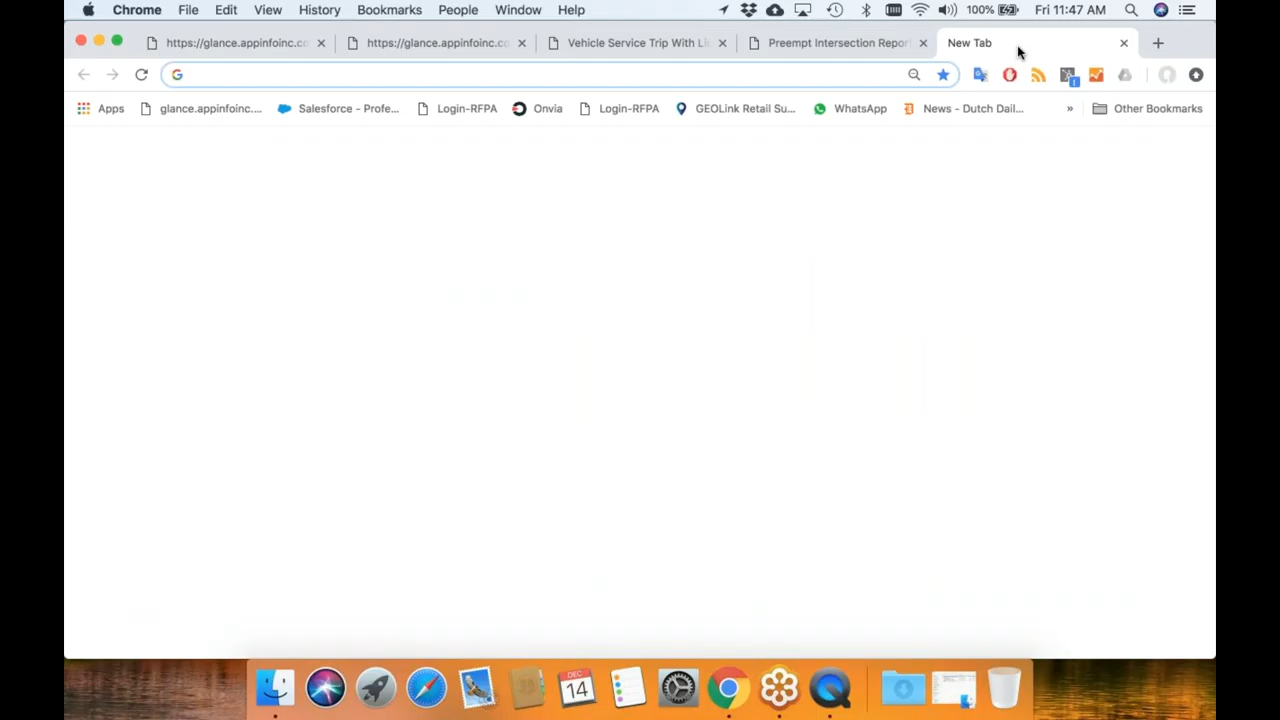 Chrome File Edit View History Bookmarks People Window Help 100% Fri 11:47 AM
https://glance.appinfoinc.co https://glance.appinfoinc.co Vehicle Service Trip With Li Preempt Intersection Repor New Tab
Apps glance.appinfoinc.... Salesforce - Profe... Login-RFPA Onvia Login-RFPA GEOLink Retail Su... WhatsApp News - Dutch Dail... » Other Bookmarks
DEC
14